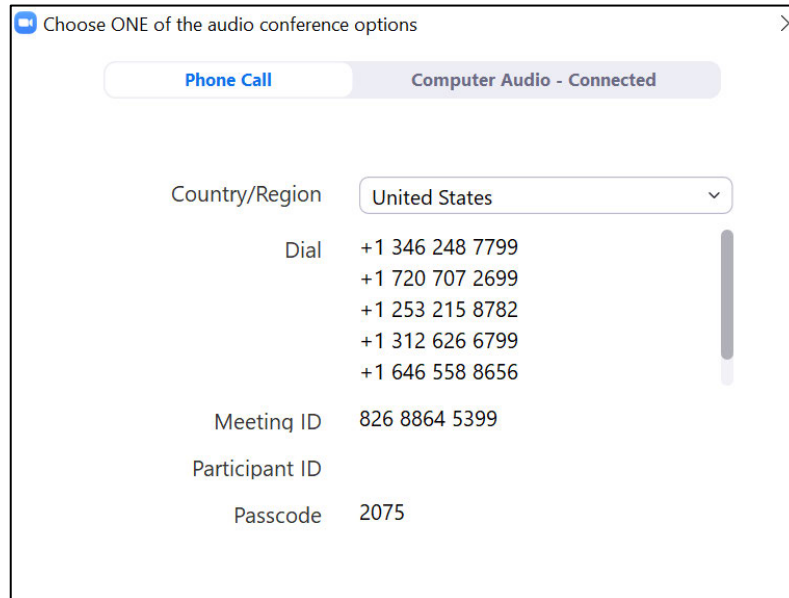 Choose ONE of the audio conference options
Phone Call Computer Audio - Connected
Country/Region United States
Dial +1 346 248 7799
+1 720 707 2699
+1 253 215 8782
+1 312 626 6799
+1 646 558 8656
Meeting ID 826 8864 5399
Participant ID
Passcode 2075